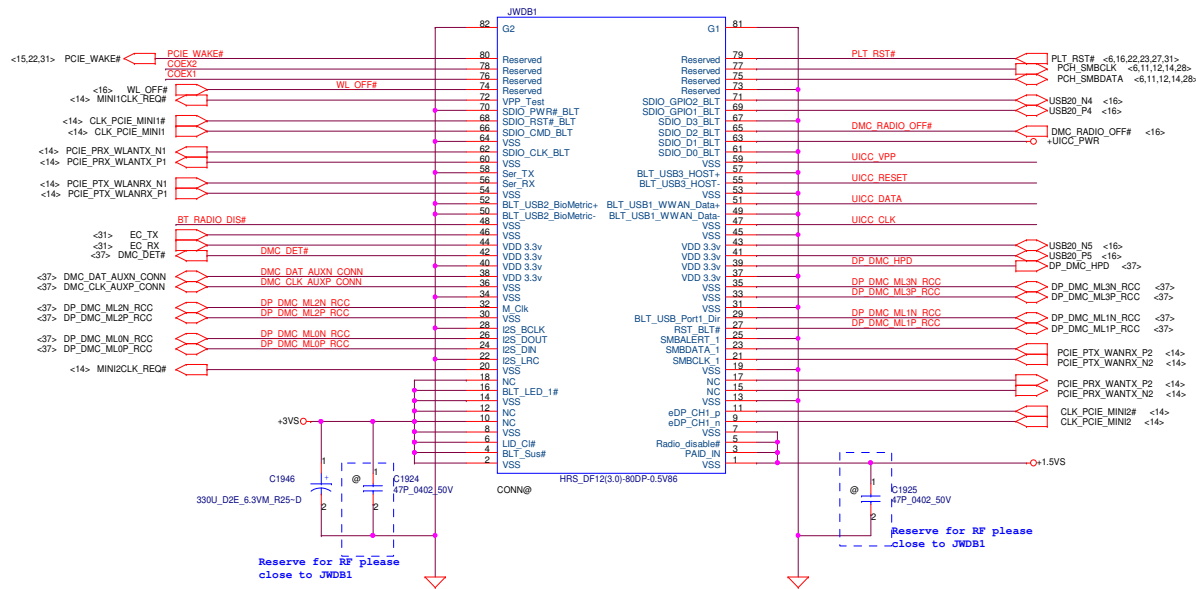 JWDB1
82 G2 G1 81
<15,22,31> PCIE_WAKE# PCIE_WAKE# 80 Reserved Reserved 79 PLT_RST# PLT_RST# <6,16,22,23,27,31>
COEX2 78 Reserved Reserved 77 PCH_SMBCLK <6,11,12,14,28>
COEX1 76 Reserved Reserved 75 PCH_SMBDATA <6,11,12,14,28>
<16> WL_OFF# WL_OFF# 74 Reserved Reserved 73
<14> MINI1CLK_REQ# 72 VPP_Test SDIO_GPIO2_BLT 71 USB20_N4 <16>
70 SDIO_PWR#_BLT SDIO_GPIO1_BLT 69 USB20_P4 <16>
<14> CLK_PCIE_MINI1# 68 SDIO_RST#_BLT SDIO_D3_BLT 67
<14> CLK_PCIE_MINI1 66 SDIO_CMD_BLT SDIO_D2_BLT 65 DMC_RADIO_OFF# DMC_RADIO_OFF# <16>
64 VSS SDIO_D1_BLT 63 +UICC_PWR
<14> PCIE_PRX_WLANTX_N1 62 SDIO_CLK_BLT SDIO_D0_BLT 61
<14> PCIE_PRX_WLANTX_P1 60 VSS VSS 59 UICC_VPP
58 Ser_TX BLT_USB3_HOST+ 57
<14> PCIE_PTX_WLANRX_N1 56 Ser_RX BLT_USB3_HOST- 55 UICC_RESET
<14> PCIE_PTX_WLANRX_P1 54 VSS VSS 53
52 BLT_USB2_BioMetric+ BLT_USB1_WWAN_Data+ 51 UICC_DATA
50 BLT_USB2_BioMetric- BLT_USB1_WWAN_Data- 49
BT_RADIO_DIS# 48 VSS VSS 47 UICC_CLK
<31> EC_TX 46 VSS VSS 45
<31> EC_RX 44 VDD 3.3v VDD 3.3v 43 USB20_N5 <16>
<37> DMC_DET# DMC_DET# 42 VDD 3.3v VDD 3.3v 41 USB20_P5 <16>
40 VDD 3.3v VDD 3.3v 39 DP_DMC_HPD DP_DMC_HPD <37>
<37> DMC_DAT_AUXN_CONN DMC_DAT_AUXN_CONN 38 VDD 3.3v VDD 3.3v 37
<37> DMC_CLK_AUXP_CONN DMC_CLK_AUXP_CONN 36 VSS VSS 35 DP_DMC_ML3N_RCC DP_DMC_ML3N_RCC <37>
34 VSS VSS 33 DP_DMC_ML3P_RCC DP_DMC_ML3P_RCC <37>
<37> DP_DMC_ML2N_RCC DP_DMC_ML2N_RCC 32 M_Clk VSS 31
<37> DP_DMC_ML2P_RCC DP_DMC_ML2P_RCC 30 VSS BLT_USB_Port1_Dir 29 DP_DMC_ML1N_RCC DP_DMC_ML1N_RCC <37>
28 I2S_BCLK RST_BLT# 27 DP_DMC_ML1P_RCC DP_DMC_ML1P_RCC <37>
<37> DP_DMC_ML0N_RCC DP_DMC_ML0N_RCC 26 I2S_DOUT SMBALERT_1 25
<37> DP_DMC_ML0P_RCC DP_DMC_ML0P_RCC 24 I2S_DIN SMBDATA_1 23 PCIE_PTX_WANRX_P2 <14>
22 I2S_LRC SMBCLK_1 21 PCIE_PTX_WANRX_N2 <14>
<14> MINI2CLK_REQ# 20 VSS VSS 19
18 NC NC 17 PCIE_PRX_WANTX_P2 <14>
16 BLT_LED_1# NC 15 PCIE_PRX_WANTX_N2 <14>
14 VSS VSS 13
12 NC eDP_CH1_p 11 CLK_PCIE_MINI2# <14>
+3VS 10 NC eDP_CH1_n 9 CLK_PCIE_MINI2 <14>
8 VSS VSS 7
6 LID_Cl# Radio_disable# 5
4 BLT_Sus# PAID_IN 3
2 VSS VSS 1 +1.5VS
HRS_DF12(3.0)-80DP-0.5V86
CONN@
1 +
C1946
330U_D2E_6.3VM_R25~D
2
@ 1
C1924
47P_0402_50V
2
Reserve for RF please
close to JWDB1
@ 1
C1925
47P_0402_50V
2
Reserve for RF please
close to JWDB1